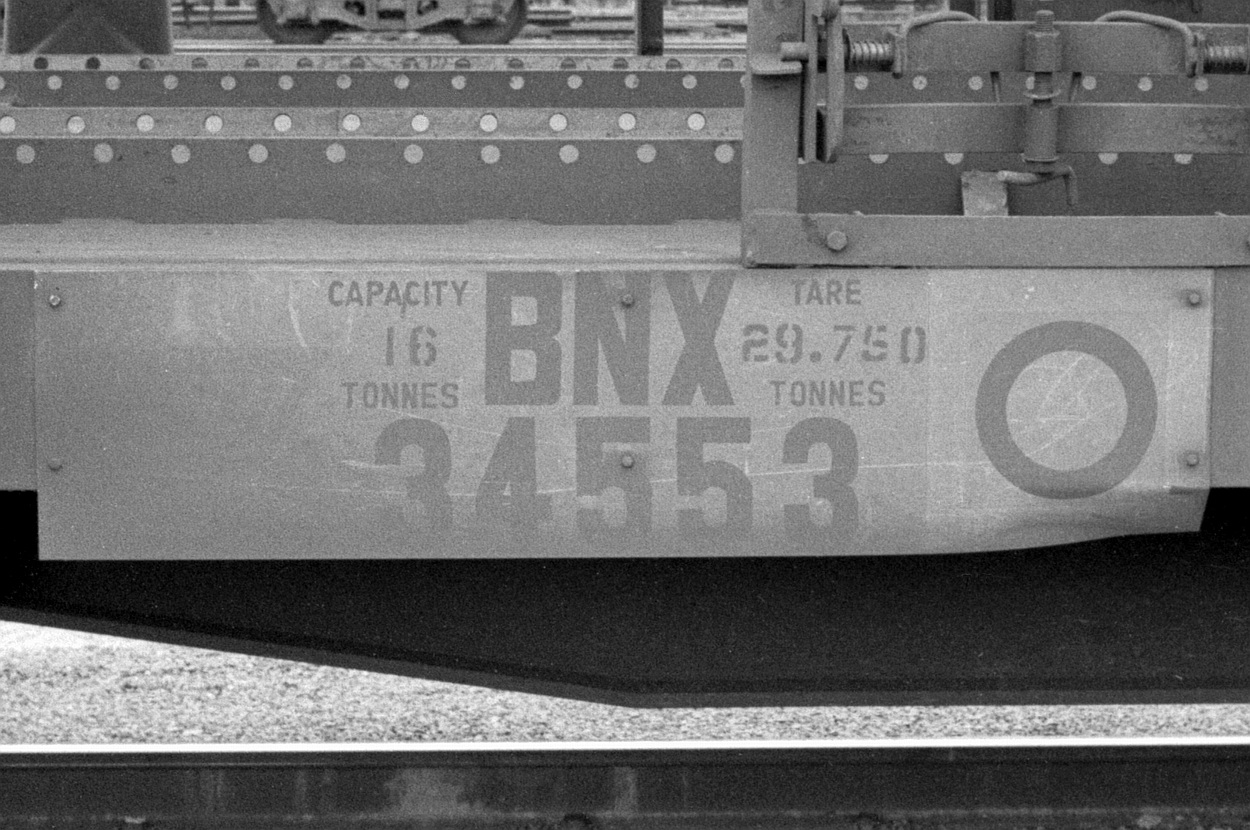 CAPACITY
16
TONNES
BNX
TARE
29.750
TONNES
34553